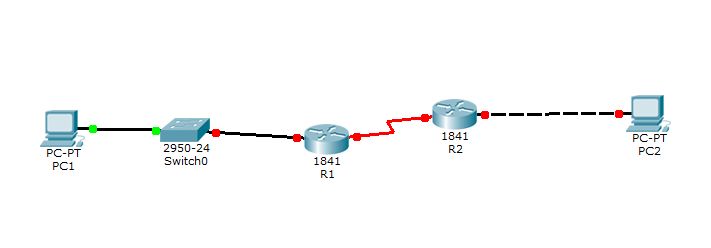 PC-PT
PC1
2950-24
Switch0
1841
R1
1841
R2
PC-PT
PC2